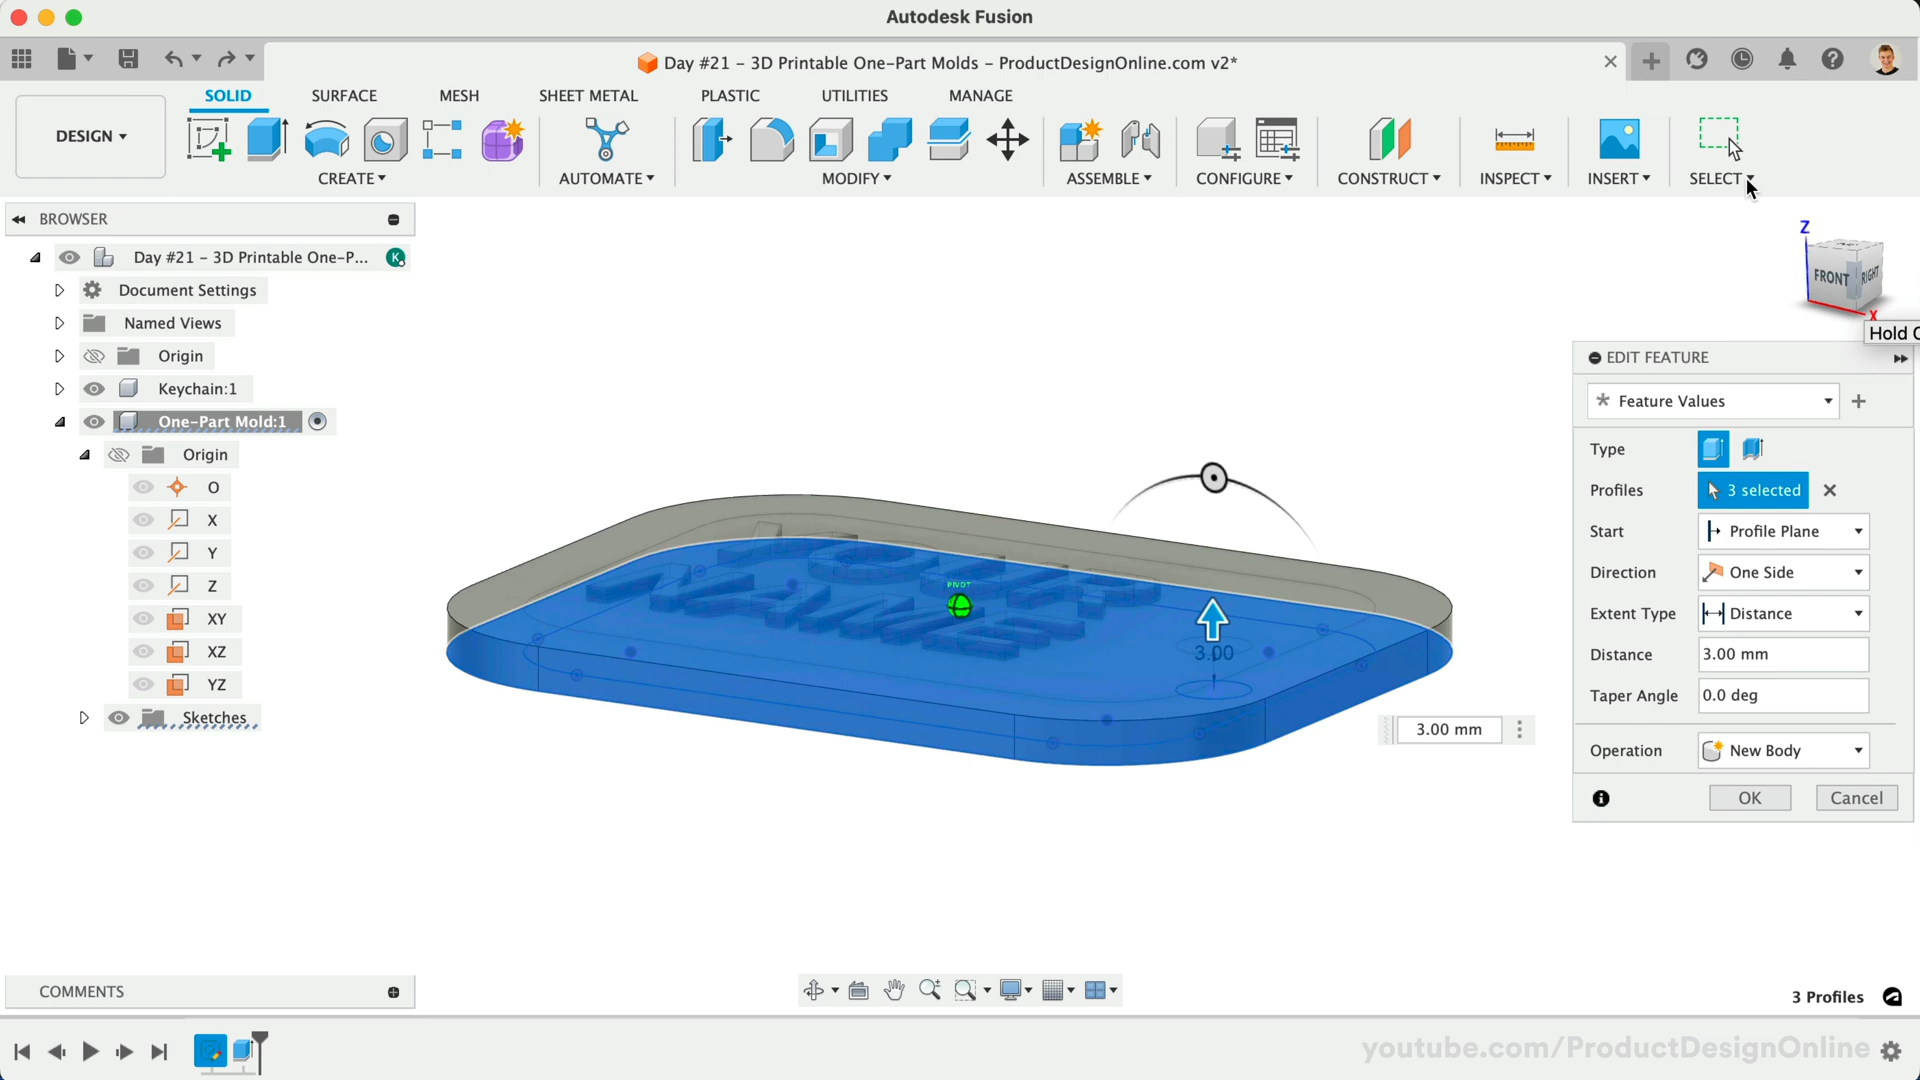 Autodesk Fusion
Day #21 - 3D Printable One-Part Molds - ProductDesignOnline.com v2*
SOLID SURFACE MESH SHEET METAL PLASTIC UTILITIES MANAGE
DESIGN
CREATE AUTOMATE MODIFY ASSEMBLE CONFIGURE CONSTRUCT INSPECT INSERT SELECT
BROWSER
Day #21 - 3D Printable One-P... K
Document Settings
Named Views
Origin
Keychain:1
One-Part Mold:1
Origin
O
X
Y
Z
XY
XZ
YZ
Sketches
Z
FRONT RIGHT
X
Hold
YOUR
NAME
PIVOT
3.00
3.00 mm
EDIT FEATURE
Feature Values
Type
Profiles 3 selected
Start Profile Plane
Direction One Side
Extent Type Distance
Distance 3.00 mm
Taper Angle 0.0 deg
Operation New Body
OK Cancel
COMMENTS
3 Profiles
youtube.com/ProductDesignOnline